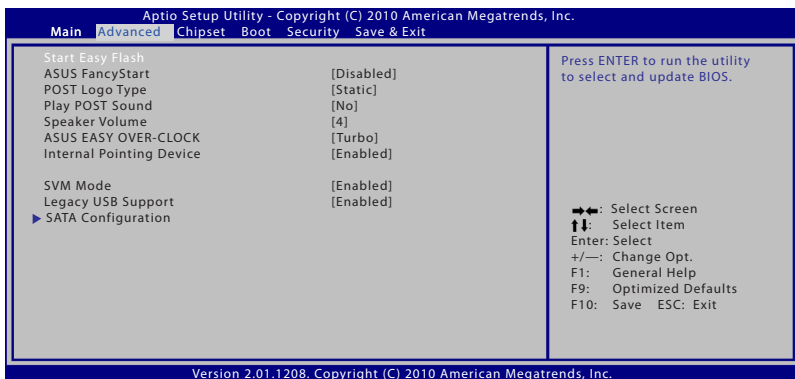 Aptio Setup Utility - Copyright (C) 2010 American Megatrends, Inc.
Main Advanced Chipset Boot Security Save & Exit
Start Easy Flash
ASUS FancyStart [Disabled]
POST Logo Type [Static]
Play POST Sound [No]
Speaker Volume [4]
ASUS EASY OVER-CLOCK [Turbo]
Internal Pointing Device [Enabled]
SVM Mode [Enabled]
Legacy USB Support [Enabled]
SATA Configuration
Press ENTER to run the utility
to select and update BIOS.
→←: Select Screen
↑↓: Select Item
Enter: Select
+/—: Change Opt.
F1: General Help
F9: Optimized Defaults
F10: Save ESC: Exit
Version 2.01.1208. Copyright (C) 2010 American Megatrends, Inc.